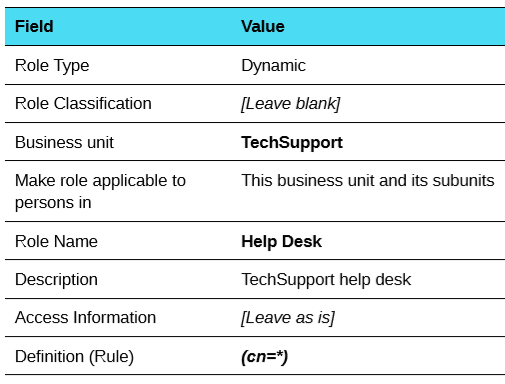 Field Value
Role Type Dynamic
Role Classification [Leave blank]
Business unit TechSupport
Make role applicable to This business unit and its subunits
persons in
Role Name Help Desk
Description TechSupport help desk
Access Information [Leave as is]
Definition (Rule) (cn=*)